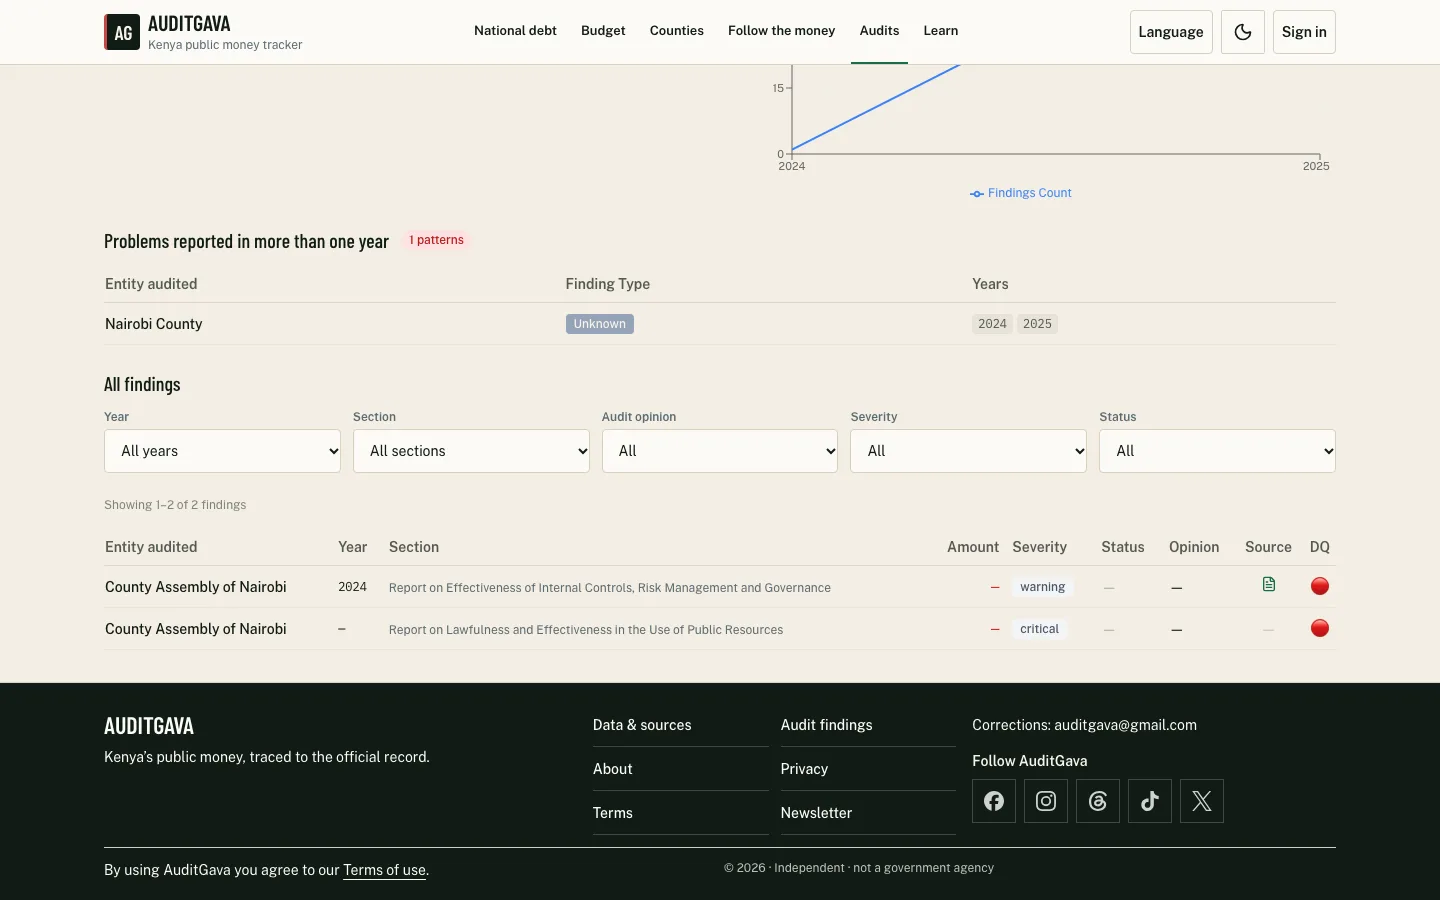 AG
AUDITGAVA
Kenya public money tracker
National debt
Budget
Counties
Follow the money
Audits
Learn
Language
Sign in
15
0
2024
2025
Findings Count
Problems reported in more than one year
1 patterns
Entity audited
Finding Type
Years
Nairobi County
Unknown
2024
2025
All findings
Year
Section
Audit opinion
Severity
Status
All years
All sections
All
All
All
Showing 1–2 of 2 findings
Entity audited
Year
Section
Amount
Severity
Status
Opinion
Source
DQ
County Assembly of Nairobi
2024
Report on Effectiveness of Internal Controls, Risk Management and Governance
—
warning
—
—
County Assembly of Nairobi
—
Report on Lawfulness and Effectiveness in the Use of Public Resources
—
critical
—
—
—
AUDITGAVA
Kenya’s public money, traced to the official record.
Data & sources
Audit findings
About
Privacy
Terms
Newsletter
Corrections: auditgava@gmail.com
Follow AuditGava
By using AuditGava you agree to our Terms of use.
© 2026 · Independent · not a government agency